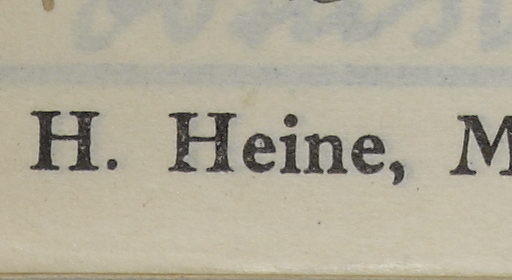 H. Heine, M